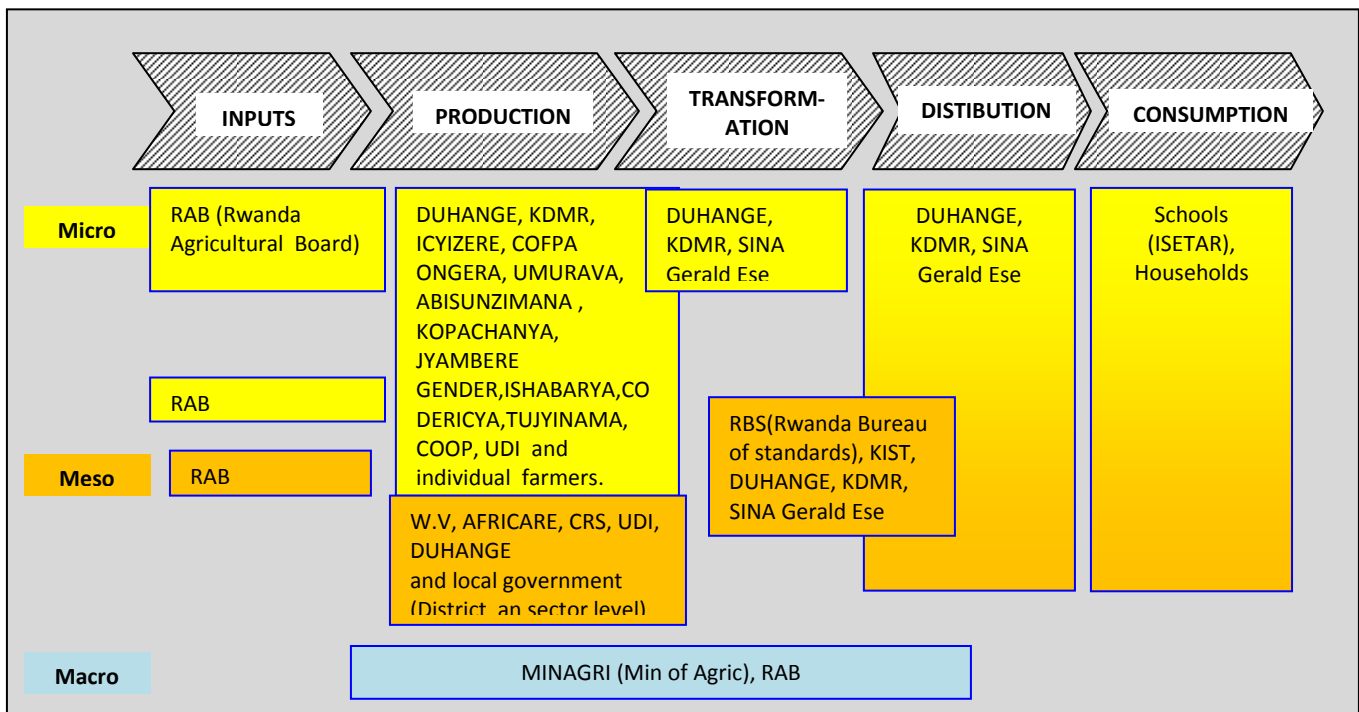 INPUTS
PRODUCTION
TRANSFORM-
ATION
DISTIBUTION
CONSUMPTION
Micro
RAB (Rwanda
Agricultural Board)
DUHANGE, KDMR,
ICYIZERE, COFPA
ONGERA, UMURAVA,
ABISUNZIMANA ,
KOPACHANYA,
JYAMBERE
GENDER,ISHABARYA,CO
DERICYA,TUJYINAMA,
COOP, UDI and
individual farmers.
DUHANGE,
KDMR, SINA
Gerald Ese
DUHANGE,
KDMR, SINA
Gerald Ese
Schools
(ISETAR),
Households
RAB
Meso
RAB
W.V, AFRICARE, CRS, UDI,
DUHANGE
and local government
(District an sector level)
RBS(Rwanda Bureau
of standards), KIST,
DUHANGE, KDMR,
SINA Gerald Ese
Macro
MINAGRI (Min of Agric), RAB